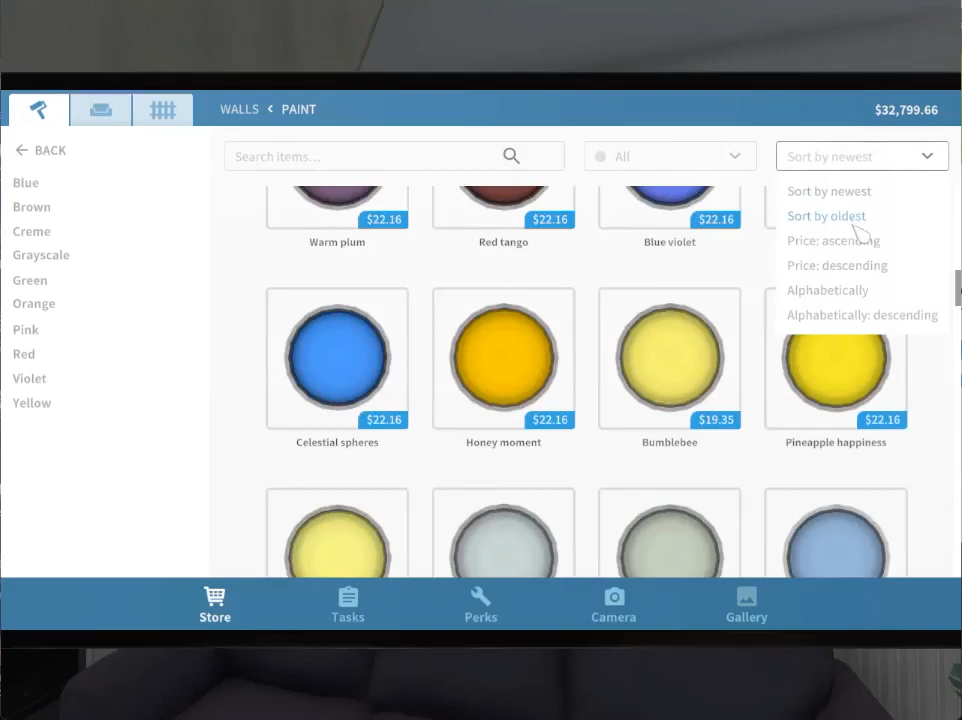 WALLS < PAINT
$32,799.66
BACK
Search items...
All
Sort by newest
Blue
Brown
Creme
Grayscale
Green
Orange
Pink
Red
Violet
Yellow
Sort by newest
Sort by oldest
Price: ascending
Price: descending
Alphabetically
Alphabetically: descending
$22.16
$22.16
$22.16
Warm plum
Red tango
Blue violet
$22.16
$22.16
$19.35
$22.16
Celestial spheres
Honey moment
Bumblebee
Pineapple happiness
Store
Tasks
Perks
Camera
Gallery